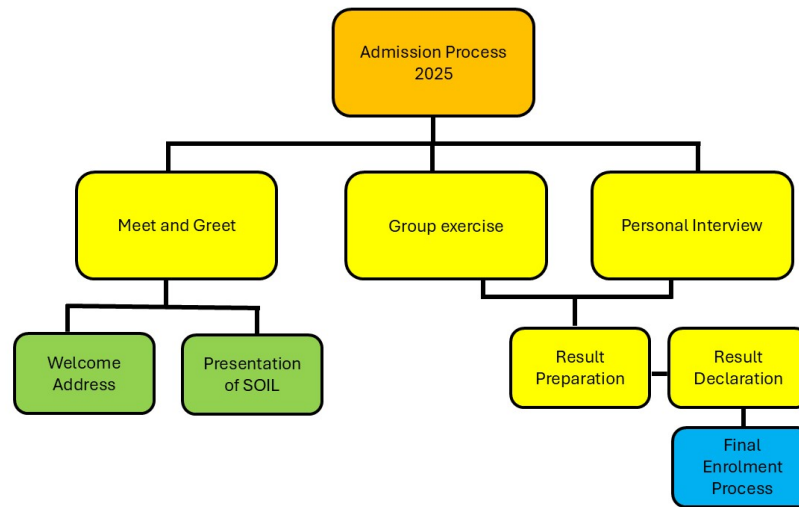 Admission Process
2025
Meet and Greet
Group exercise
Personal Interview
Welcome
Address
Presentation
of SOIL
Result
Preparation
Result
Declaration
Final
Enrolment
Process